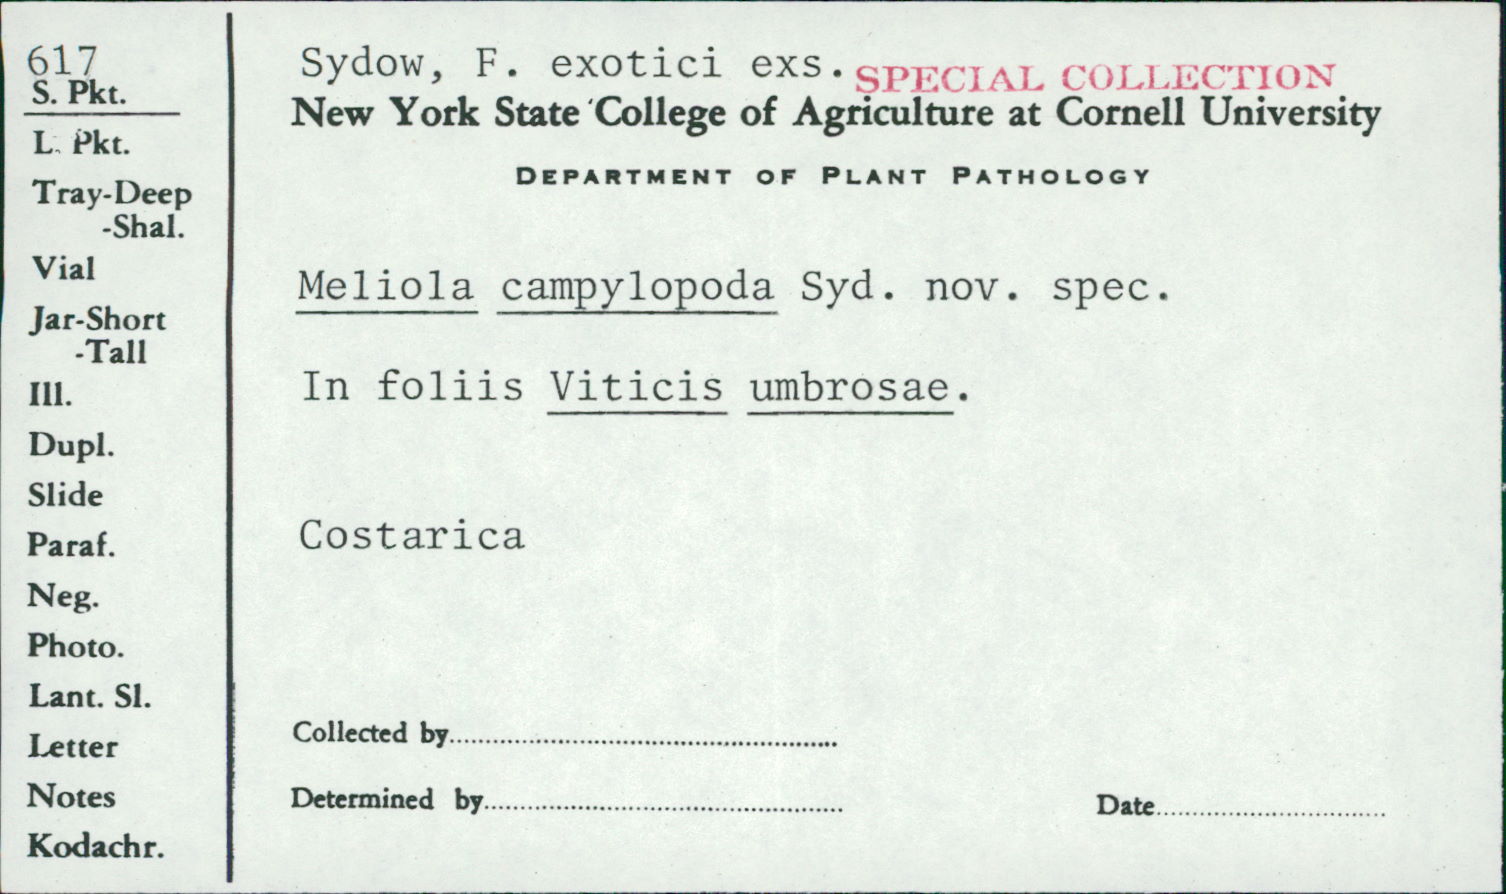 617
S. Pkt.
L. Pkt.
Tray-Deep
-Shal.
Vial
Jar-Short
-Tall
Ill.
Dupl.
Slide
Paraf.
Neg.
Photo.
Lant. Sl.
Letter
Notes
Kodachr.
Sydow, F. exotici exs. SPECIAL COLLECTION
New York State College of Agriculture at Cornell University
DEPARTMENT OF PLANT PATHOLOGY
Meliola campylopoda Syd. nov. spec.
In foliis Viticis umbrosae.
Costarica
Collected by
Determined by
Date